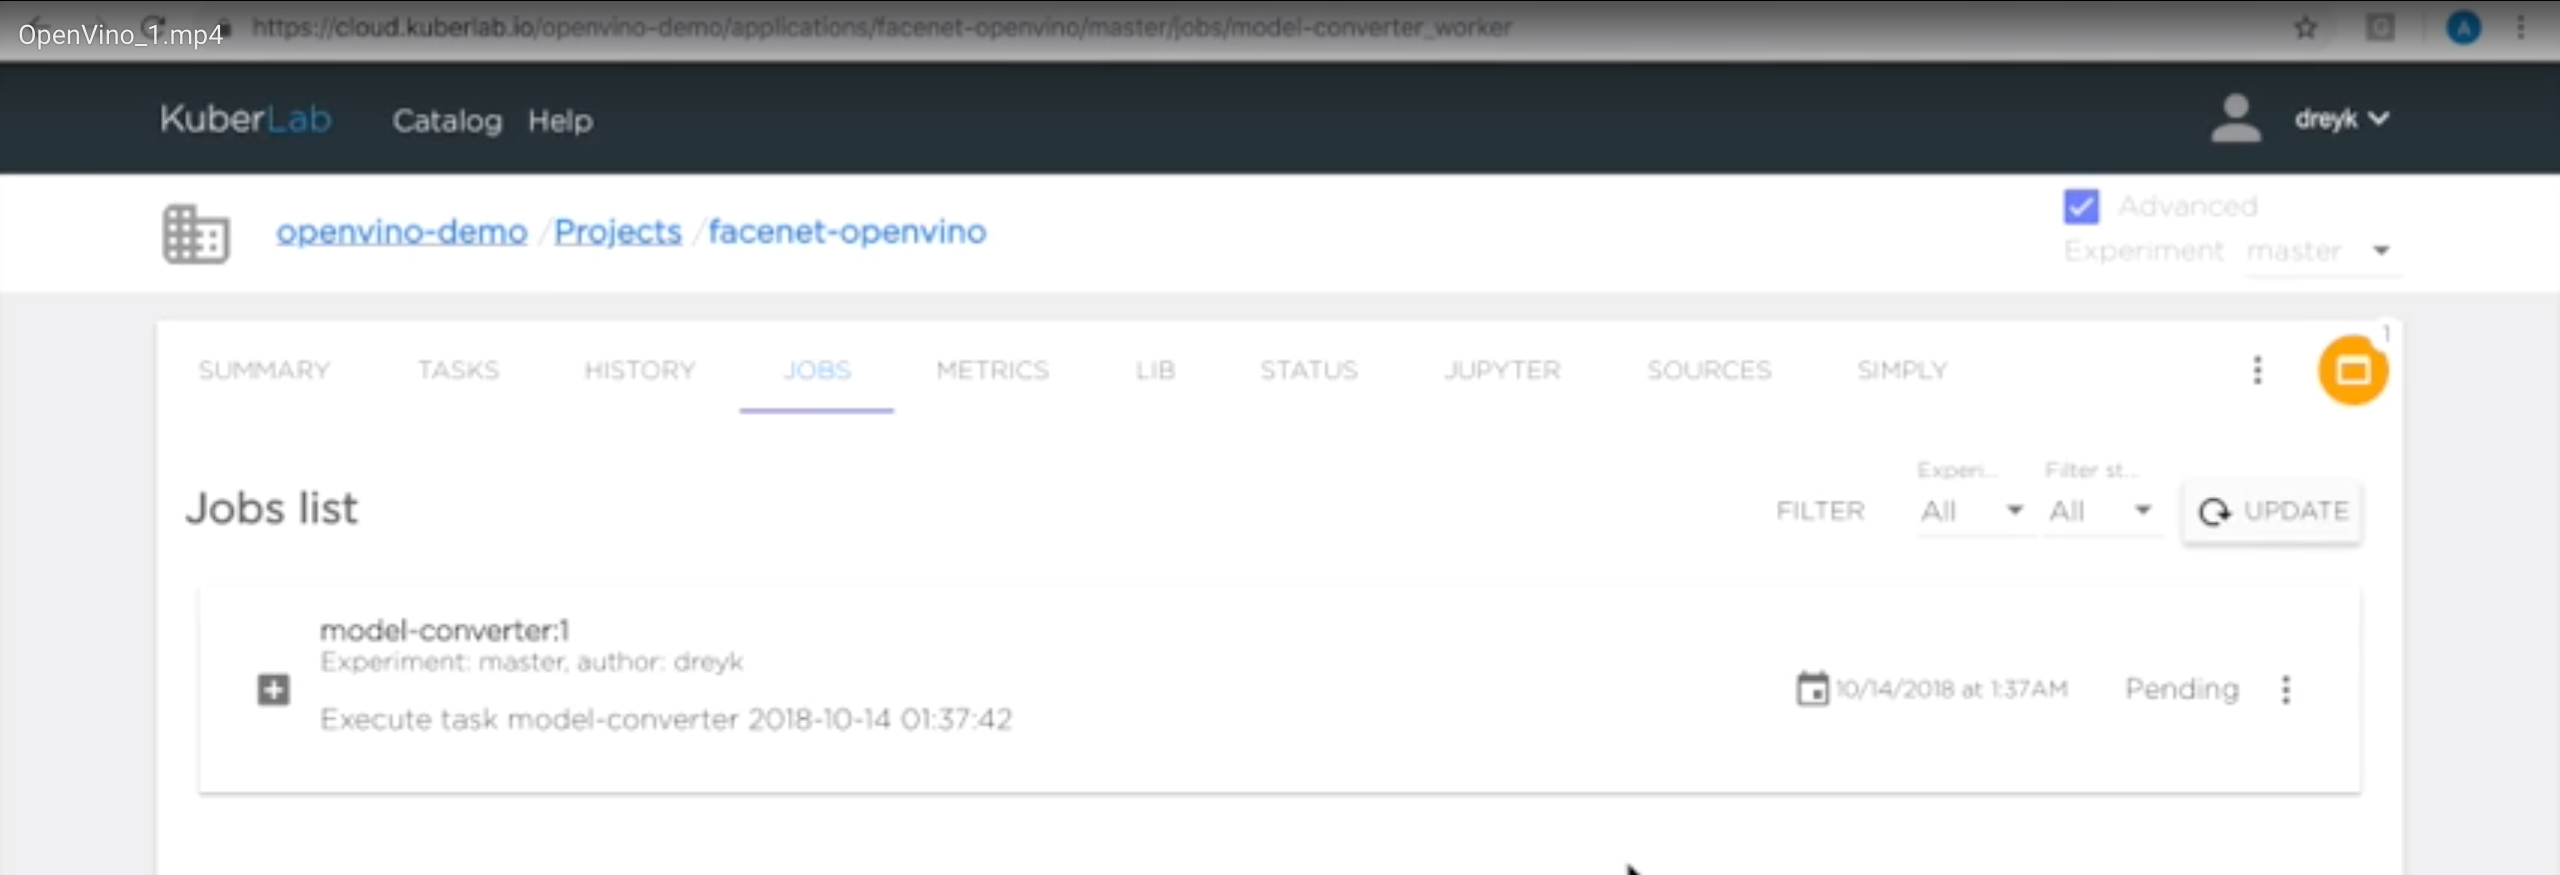 OpenVino_1.mp4
https://cloud.kuberlab.io/openvino-demo/applications/facenet-openvino/master/jobs/model-converter_worker
A
KuberLab Catalog Help dreyk
openvino-demo /Projects /facenet-openvino
Advanced
Experiment master
1
SUMMARY TASKS HISTORY JOBS METRICS LIB STATUS JUPYTER SOURCES SIMPLY
Experi... Filter st...
Jobs list FILTER All All UPDATE
model-converter:1
Experiment: master, author: dreyk
10/14/2018 at 1:37AM Pending
Execute task model-converter 2018-10-14 01:37:42